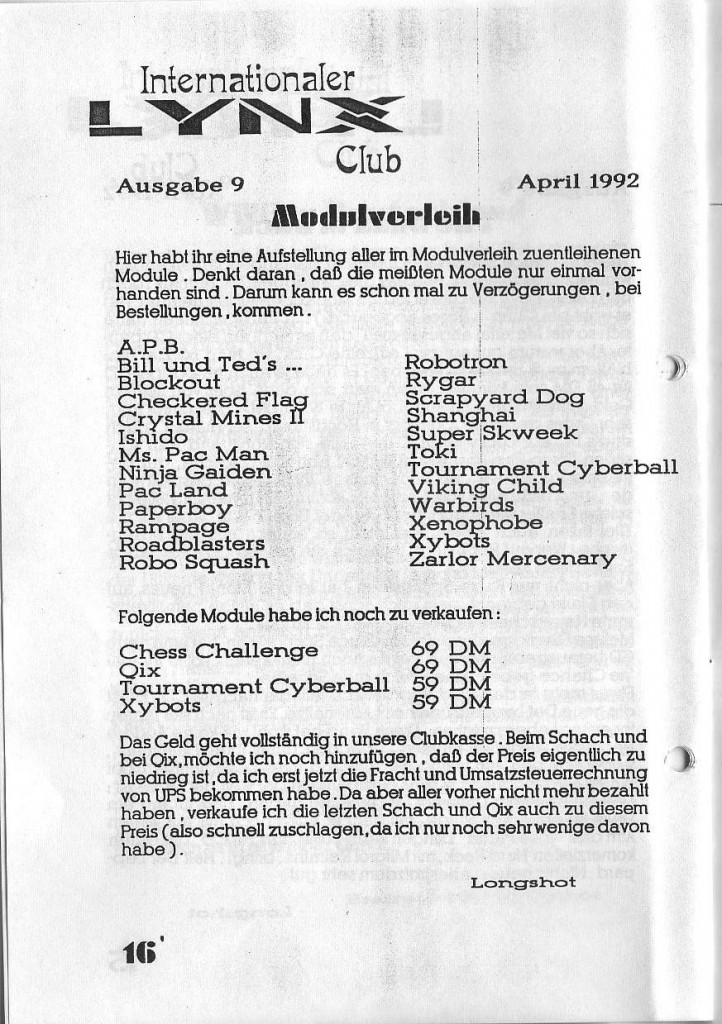 Internationaler
LYNX
Club
Ausgabe 9 April 1992
Modulverleih
Hier habt ihr eine Aufstellung aller im Modulverleih zuentleihenen
Module . Denkt daran , daß die meißten Module nur einmal vor-
handen sind . Darum kann es schon mal zu Verzögerungen , bei
Bestellungen , kommen .
A.P.B.
Bill und Ted's ...
Blockout
Checkered Flag
Crystal Mines II
Ishido
Ms. Pac Man
Ninja Gaiden
Pac Land
Paperboy
Rampage
Roadblasters
Robo Squash
Robotron
Rygar
Scrapyard Dog
Shanghai
Super Skweek
Toki
Tournament Cyberball
Viking Child
Warbirds
Xenophobe
Xybots
Zarlor Mercenary
Folgende Module habe ich noch zu verkaufen :
Chess Challenge 69 DM
Qix 69 DM
Tournament Cyberball 59 DM
Xybots 59 DM
Das Geld geht vollständig in unsere Clubkasse . Beim Schach und
bei Qix, möchte ich noch hinzufügen , daß der Preis eigentlich zu
niedrieg ist , da ich erst jetzt die Fracht und Umsatzsteuerrechnung
von UPS bekommen habe . Da aber aller vorher nicht mehr bezahlt
haben , verkaufe ich die letzten Schach und Qix auch zu diesem
Preis ( also schnell zuschlagen, da ich nur noch sehr wenige davon
habe ) .
Longshot
16